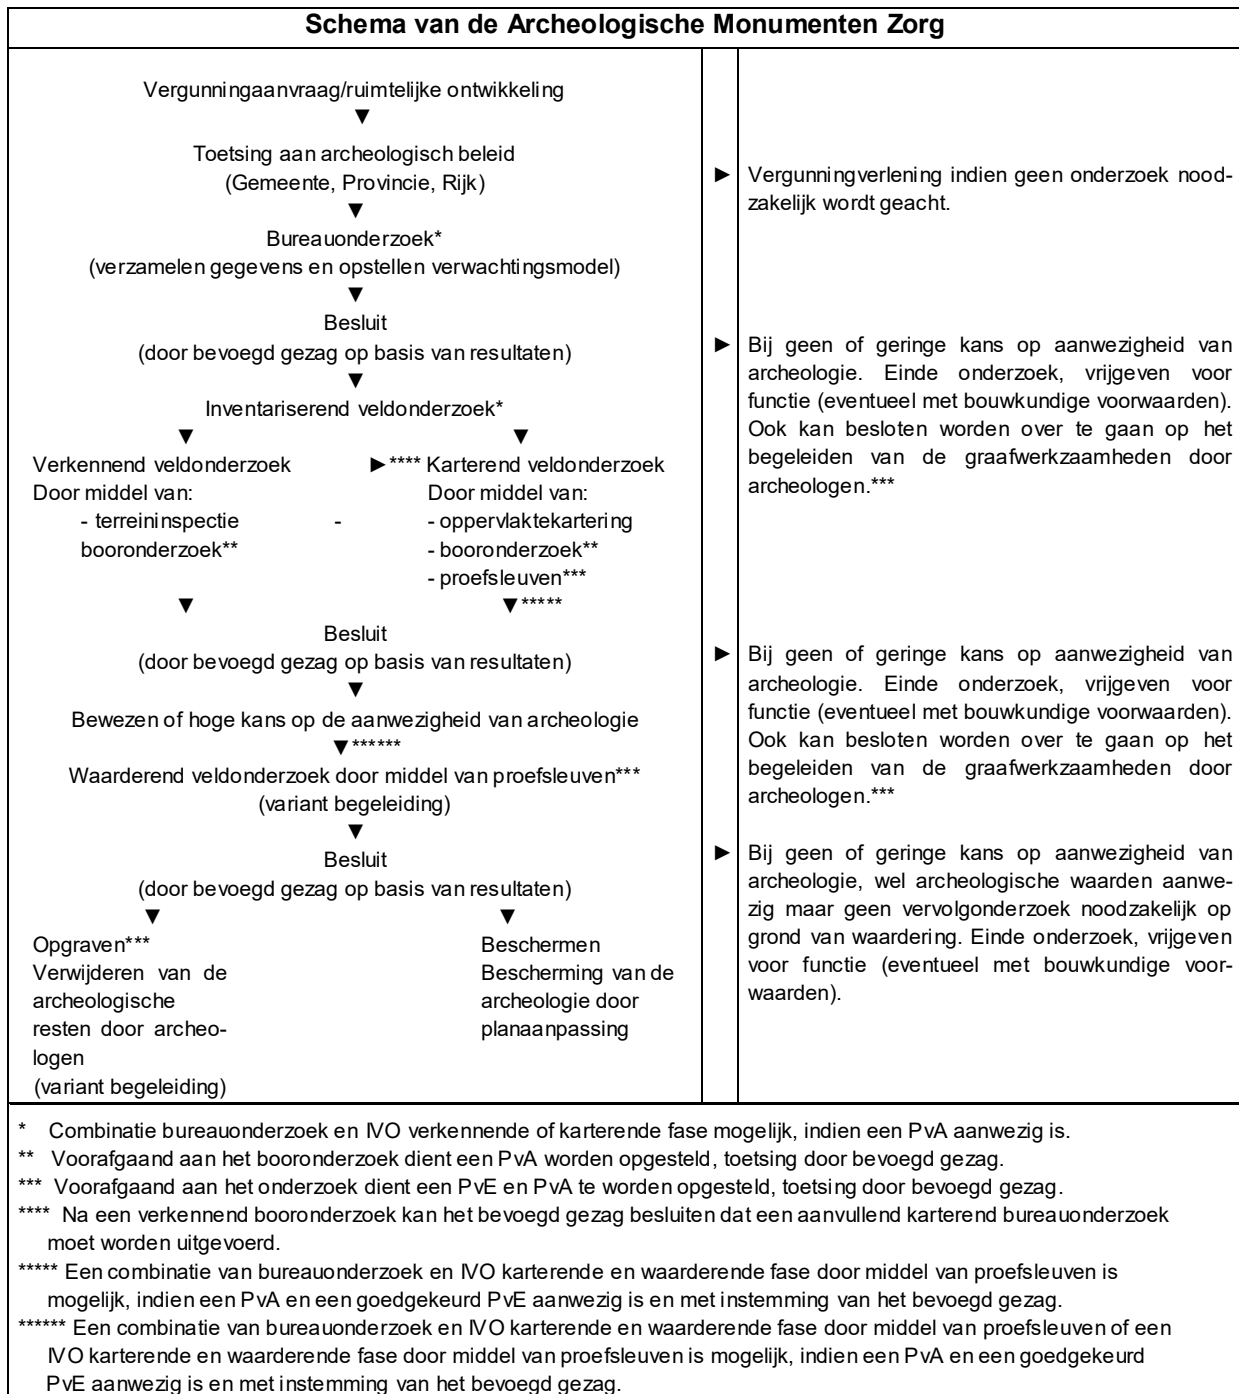 Schema van de Archeologische Monumenten Zorg
Vergunningaanvraag/ruimtelijke ontwikkeling
▼
Toetsing aan archeologisch beleid
(Gemeente, Provincie, Rijk)
▼
Bureauonderzoek*
(verzamelen gegevens en opstellen verwachtingsmodel)
▼
Besluit
(door bevoegd gezag op basis van resultaten)
▼
Inventariserend veldonderzoek*
▼ ▼
Verkennend veldonderzoek ►**** Karterend veldonderzoek
Door middel van: Door middel van:
- terreininspectie - - oppervlaktekartering
booronderzoek** - booronderzoek**
- proefsleuven***
▼ ▼*****
Besluit
(door bevoegd gezag op basis van resultaten)
▼
Bewezen of hoge kans op de aanwezigheid van archeologie
▼******
Waarderend veldonderzoek door middel van proefsleuven***
(variant begeleiding)
▼
Besluit
(door bevoegd gezag op basis van resultaten)
▼ ▼
Opgraven*** Beschermen
Verwijderen van de Bescherming van de
archeologische archeologie door
resten door archeo- planaanpassing
logen
(variant begeleiding)
► Vergunningverlening indien geen onderzoek nood-
zakelijk wordt geacht.
► Bij geen of geringe kans op aanwezigheid van
archeologie. Einde onderzoek, vrijgeven voor
functie (eventueel met bouwkundige voorwaarden).
Ook kan besloten worden over te gaan op het
begeleiden van de graafwerkzaamheden door
archeologen.***
► Bij geen of geringe kans op aanwezigheid van
archeologie. Einde onderzoek, vrijgeven voor
functie (eventueel met bouwkundige voorwaarden).
Ook kan besloten worden over te gaan op het
begeleiden van de graafwerkzaamheden door
archeologen.***
► Bij geen of geringe kans op aanwezigheid van
archeologie, wel archeologische waarden aanwe-
zig maar geen vervolgonderzoek noodzakelijk op
grond van waardering. Einde onderzoek, vrijgeven
voor functie (eventueel met bouwkundige voor-
waarden).
* Combinatie bureauonderzoek en IVO verkennende of karterende fase mogelijk, indien een PvA aanwezig is.
** Voorafgaand aan het booronderzoek dient een PvA worden opgesteld, toetsing door bevoegd gezag.
*** Voorafgaand aan het onderzoek dient een PvE en PvA te worden opgesteld, toetsing door bevoegd gezag.
**** Na een verkennend booronderzoek kan het bevoegd gezag besluiten dat een aanvullend karterend bureauonderzoek
moet worden uitgevoerd.
***** Een combinatie van bureauonderzoek en IVO karterende en waarderende fase door middel van proefsleuven is
mogelijk, indien een PvA en een goedgekeurd PvE aanwezig is en met instemming van het bevoegd gezag.
****** Een combinatie van bureauonderzoek en IVO karterende en waarderende fase door middel van proefsleuven of een
IVO karterende en waarderende fase door middel van proefsleuven is mogelijk, indien een PvA en een goedgekeurd
PvE aanwezig is en met instemming van het bevoegd gezag.